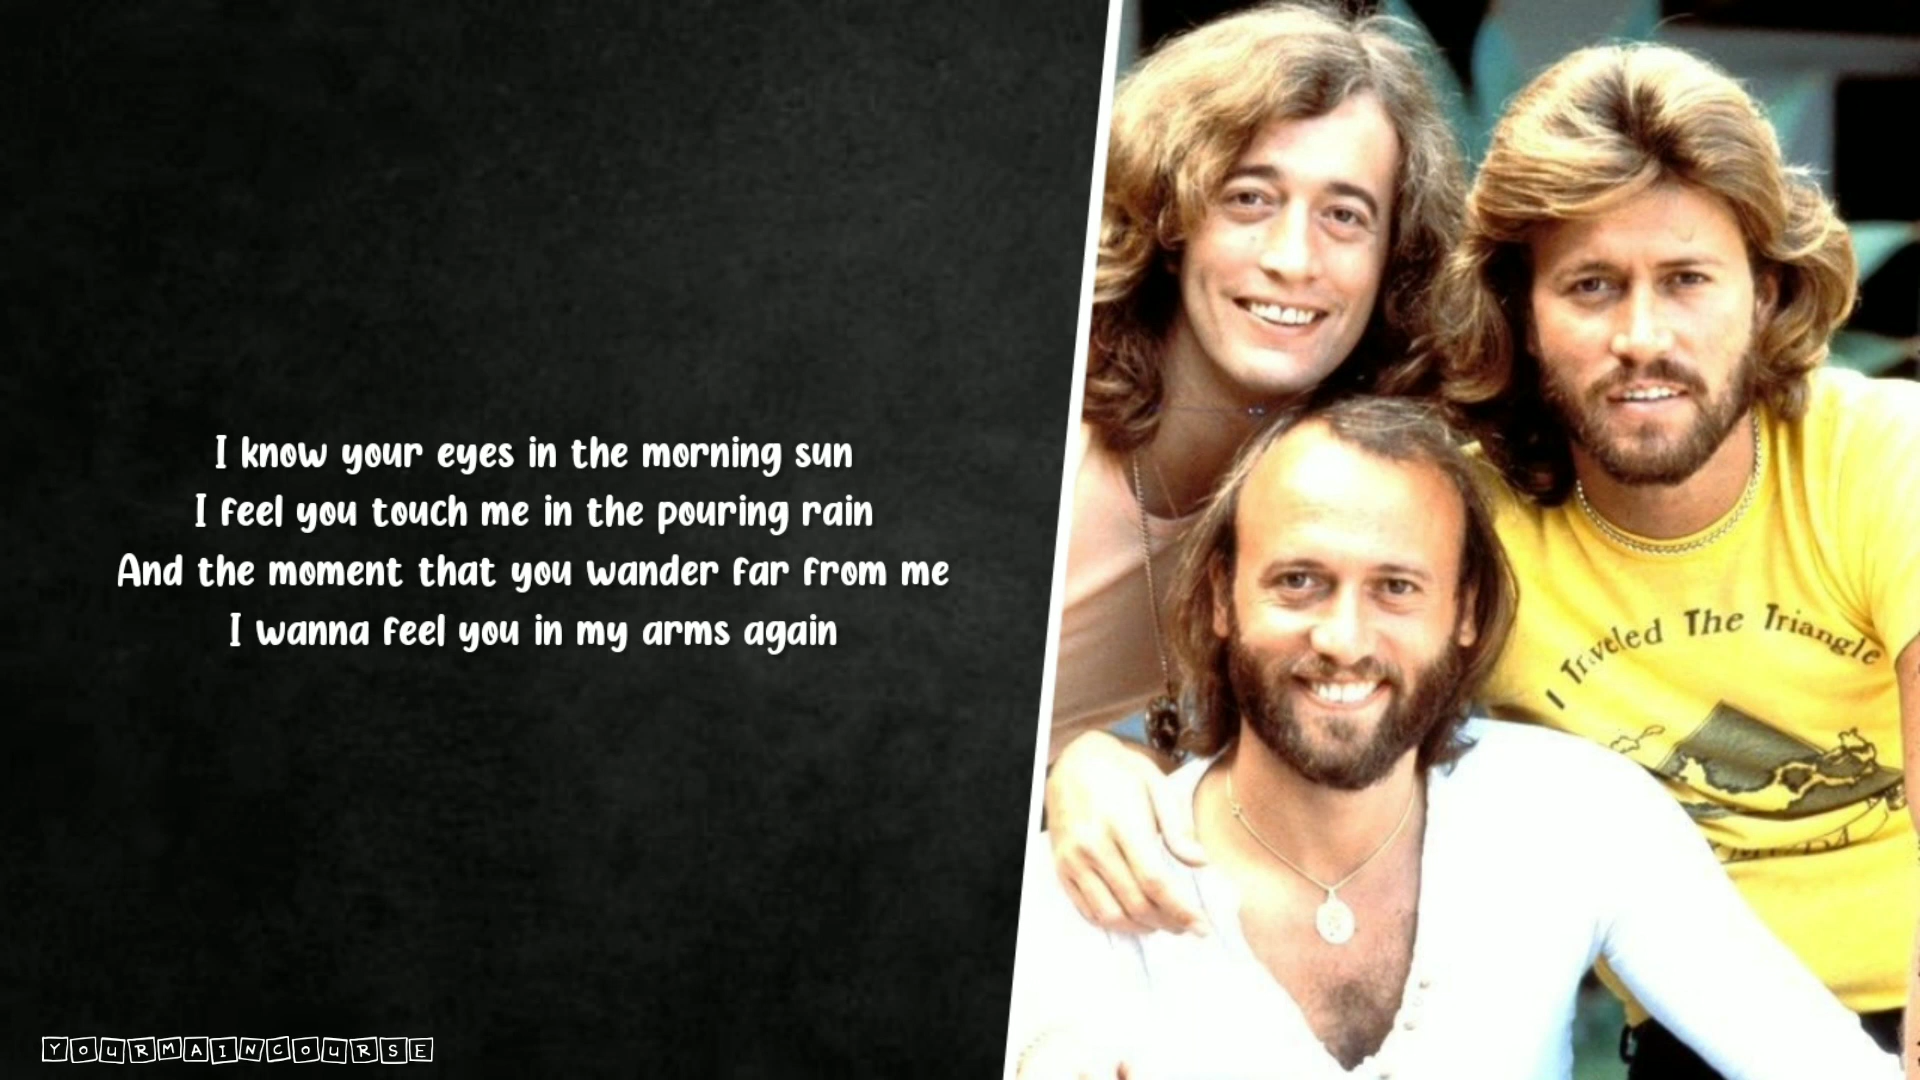 I know your eyes in the morning sun
I feel you touch me in the pouring rain
And the moment that you wander far from me
I wanna feel you in my arms again
I Traveled The Triangle
YOURMAINCOURSE